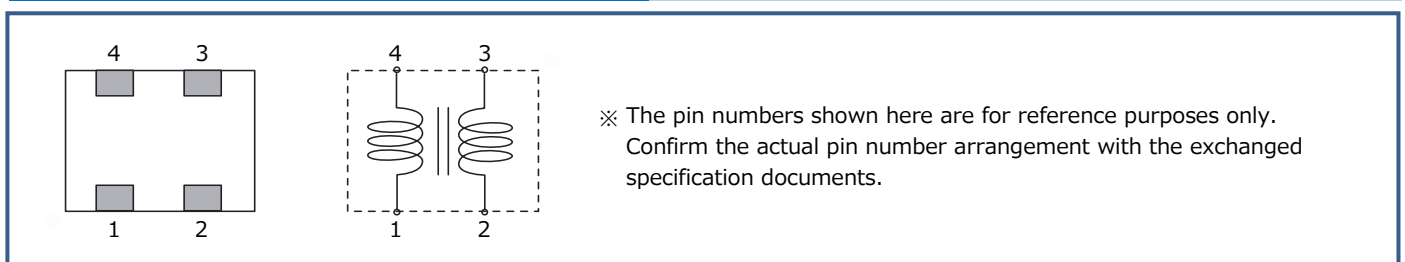 4 3
4 3
※ The pin numbers shown here are for reference purposes only.
Confirm the actual pin number arrangement with the exchanged
specification documents.
1 2
1 2